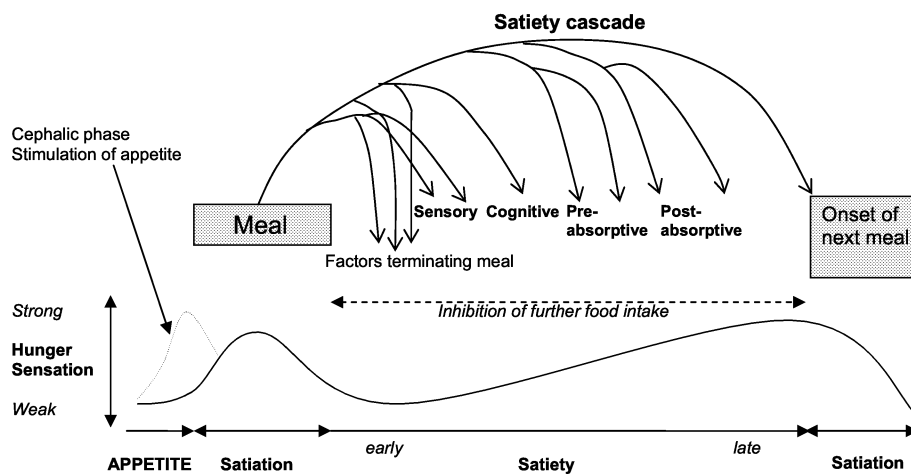 Satiety cascade
Cephalic phase
Stimulation of appetite
Meal
Sensory
Cognitive
Pre-
absorptive
Post-
absorptive
Onset of
next meal
Factors terminating meal
Inhibition of further food intake
Strong
Hunger
Sensation
Weak
early
late
APPETITE
Satiation
Satiety
Satiation